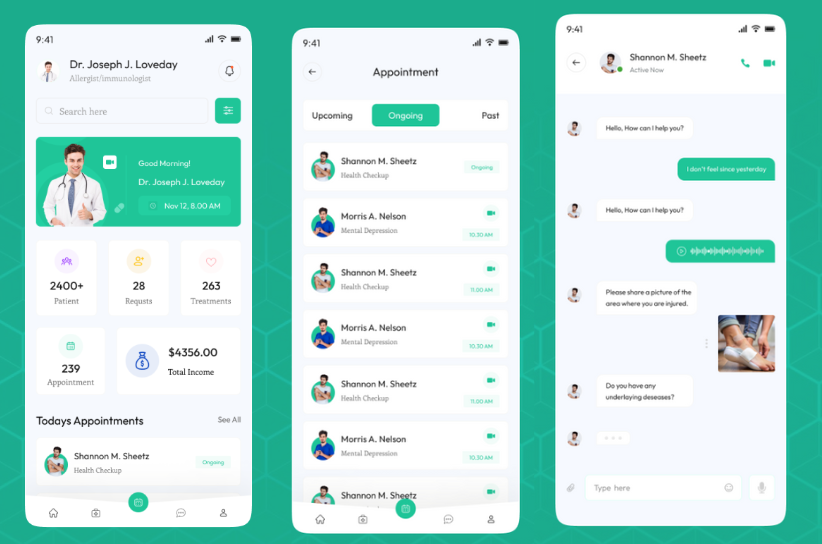 9:41
Dr. Joseph J. Loveday
Allergist/immunologist
Search here
Good Morning!
Dr. Joseph J. Loveday
Nov 12, 8.00 AM
2400+
Patient
28
Requsts
263
Treatments
239
Appointment
$4356.00
Total Income
Todays Appointments
See All
Shannon M. Sheetz
Health Checkup
Ongoing
9:41
Appointment
Upcoming
Ongoing
Past
Shannon M. Sheetz
Health Checkup
Ongoing
Morris A. Nelson
Mental Depression
10.30 AM
Shannon M. Sheetz
Health Checkup
11.00 AM
Morris A. Nelson
Mental Depression
10.30 AM
Shannon M. Sheetz
Health Checkup
11.00 AM
Morris A. Nelson
Mental Depression
10.30 AM
Shannon M. Sheetz
9:41
Shannon M. Sheetz
Active Now
Hello, How can I help you?
I don't feel since yesterday
Hello, How can I help you?
Please share a picture of the
area where you are injured.
Do you have any
underlaying deseases?
Type here